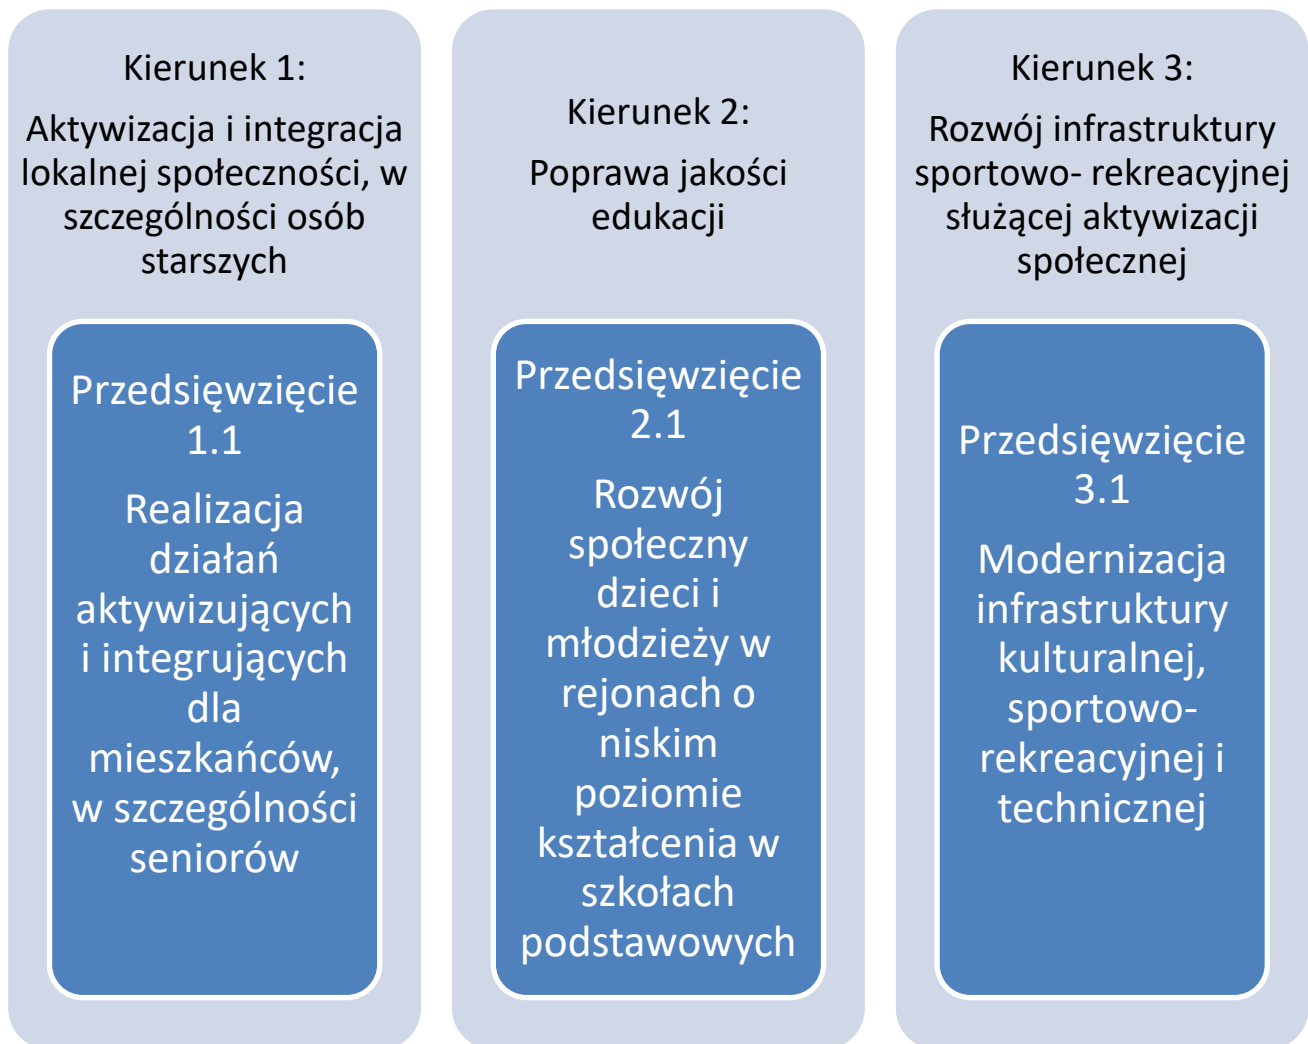 Kierunek 1:
Aktywizacja i integracja
lokalnej społeczności, w
szczególności osób
starszych
Przedsięwzięcie
1.1
Realizacja
działań
aktywizujących
i integrujących
dla
mieszkańców,
w szczególności
seniorów
Kierunek 2:
Poprawa jakości
edukacji
Przedsięwzięcie
2.1
Rozwój
społeczny
dzieci i
młodzieży w
rejonach o
niskim
poziomie
kształcenia w
szkołach
podstawowych
Kierunek 3:
Rozwój infrastruktury
sportowo- rekreacyjnej
służącej aktywizacji
społecznej
Przedsięwzięcie
3.1
Modernizacja
infrastruktury
kulturalnej,
sportowo-
rekreacyjnej i
technicznej